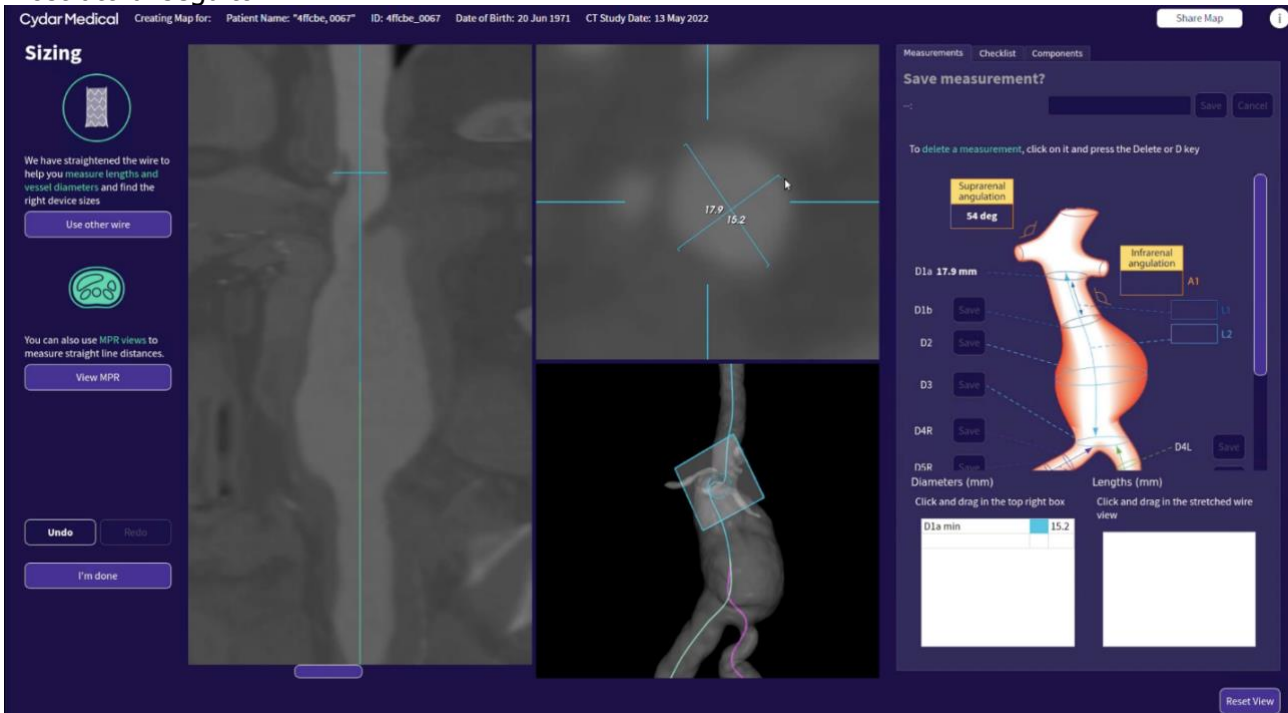 Cydar Medical Creating Map for: Patient Name: "4ffcbe, 0067" ID: 4ffcbe_0067 Date of Birth: 20 Jun 1971 CT Study Date: 13 May 2022 Share Map i
Sizing
We have straightened the wire to
help you measure lengths and
vessel diameters and find the
right device sizes
Use other wire
You can also use MPR views to
measure straight line distances.
View MPR
Undo Redo
I'm done
17.9
15.2
Measurements Checklist Components
Save measurement?
--: Save Cancel
To delete a measurement, click on it and press the Delete or D key
Suprarenal
angulation
54 deg
Infrarenal
angulation
A1
D1a 17.9 mm
D1b Save L1
L2
D2 Save
D3 Save
D4R Save
D4L Save
D5R Save
Diameters (mm)
Click and drag in the top right box
D1a min 15.2
Lengths (mm)
Click and drag in the stretched wire
view
Reset View